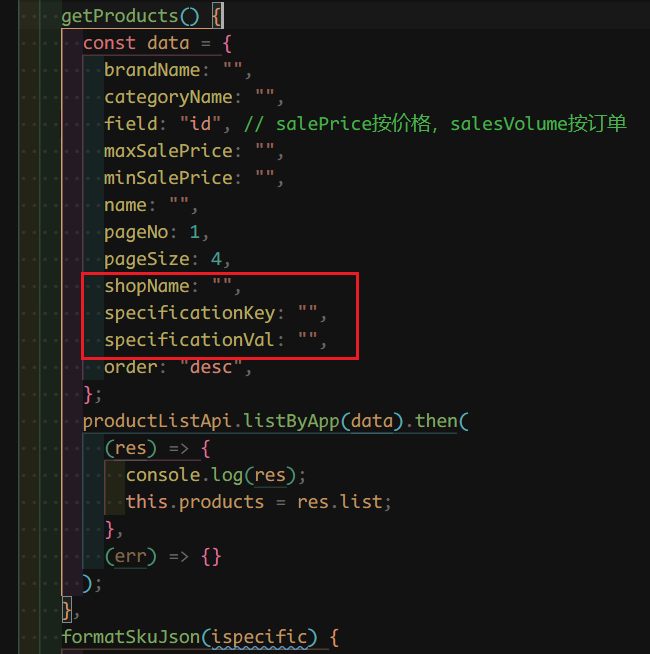 getProducts() {
const data = {
brandName: "",
categoryName: "",
field: "id", // salePrice按价格，salesVolume按订单
maxSalePrice: "",
minSalePrice: "",
name: "",
pageNo: 1,
pageSize: 4,
shopName: "",
specificationKey: "",
specificationVal: "",
order: "desc",
};
productListApi.listByApp(data).then(
(res) => {
console.log(res);
this.products = res.list;
},
(err) => {}
);
},
formatSkuJson(ispecific) {